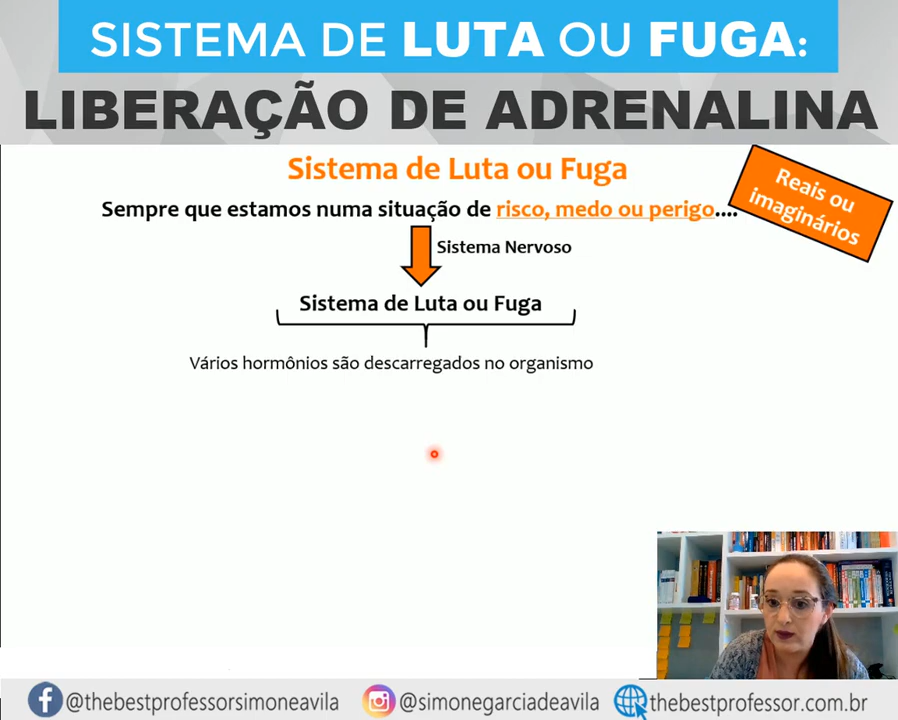 SISTEMA DE LUTA OU FUGA:
LIBERAÇÃO DE ADRENALINA
Sistema de Luta ou Fuga
Reais ou
imaginários
Sempre que estamos numa situação de risco, medo ou perigo....
Sistema Nervoso
Sistema de Luta ou Fuga
Vários hormônios são descarregados no organismo
@thebestprofessorsimoneavila @simonegarciadeavila thebestprofessor.com.br